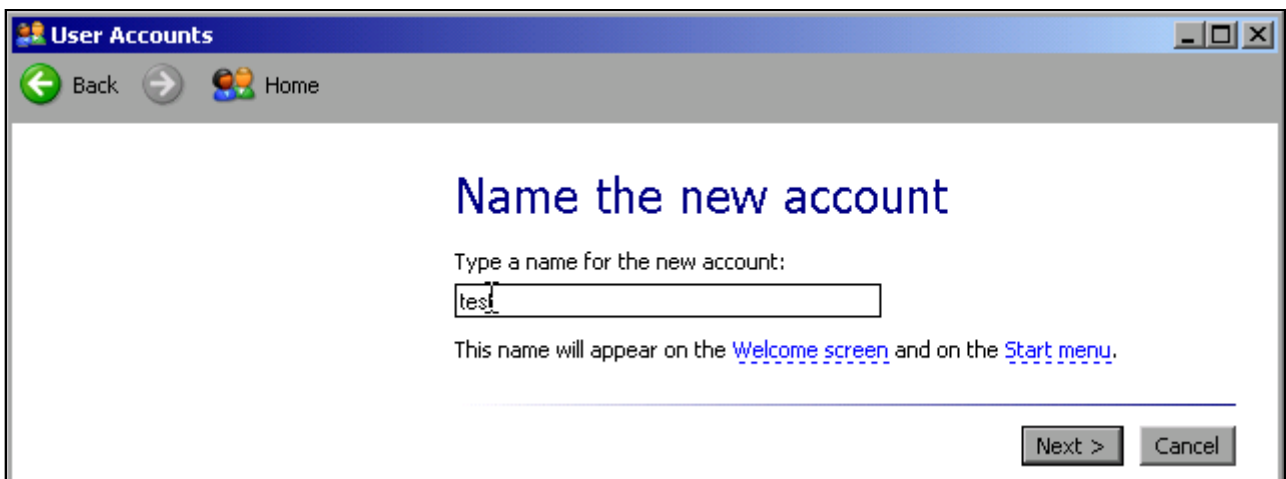 User Accounts
Back Home
Name the new account
Type a name for the new account:
test
This name will appear on the Welcome screen and on the Start menu.
Next > Cancel